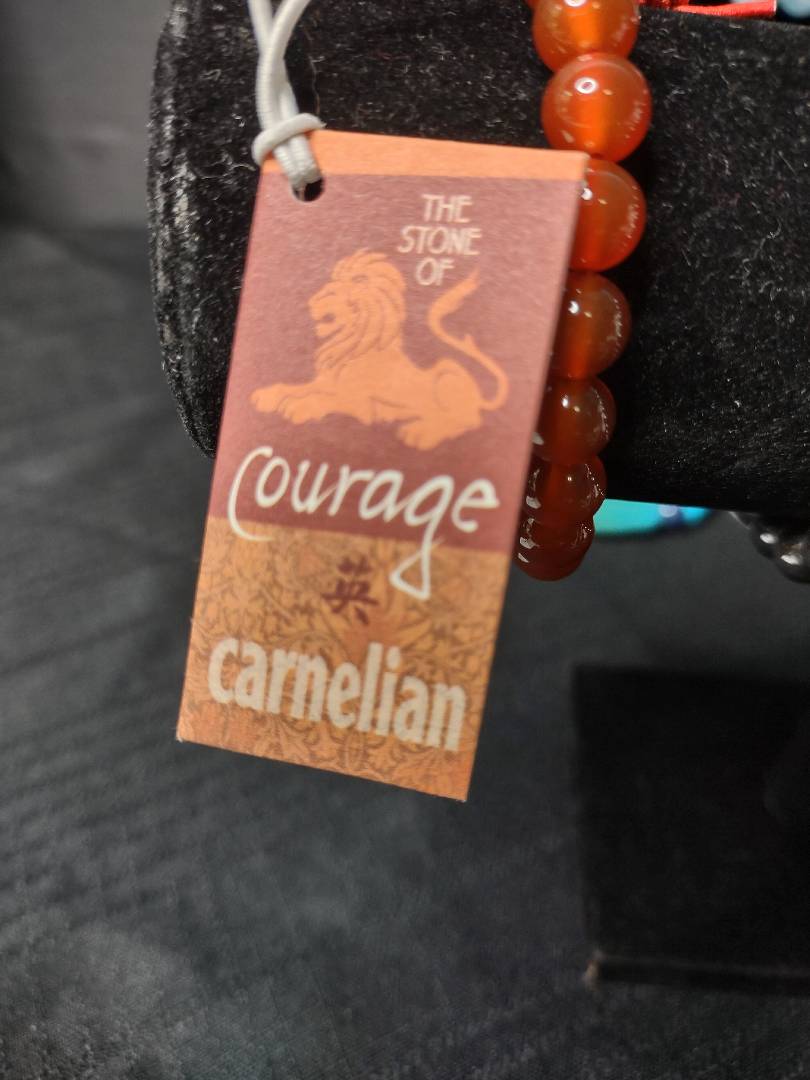 THE
STONE
OF
courage
英
carnelian